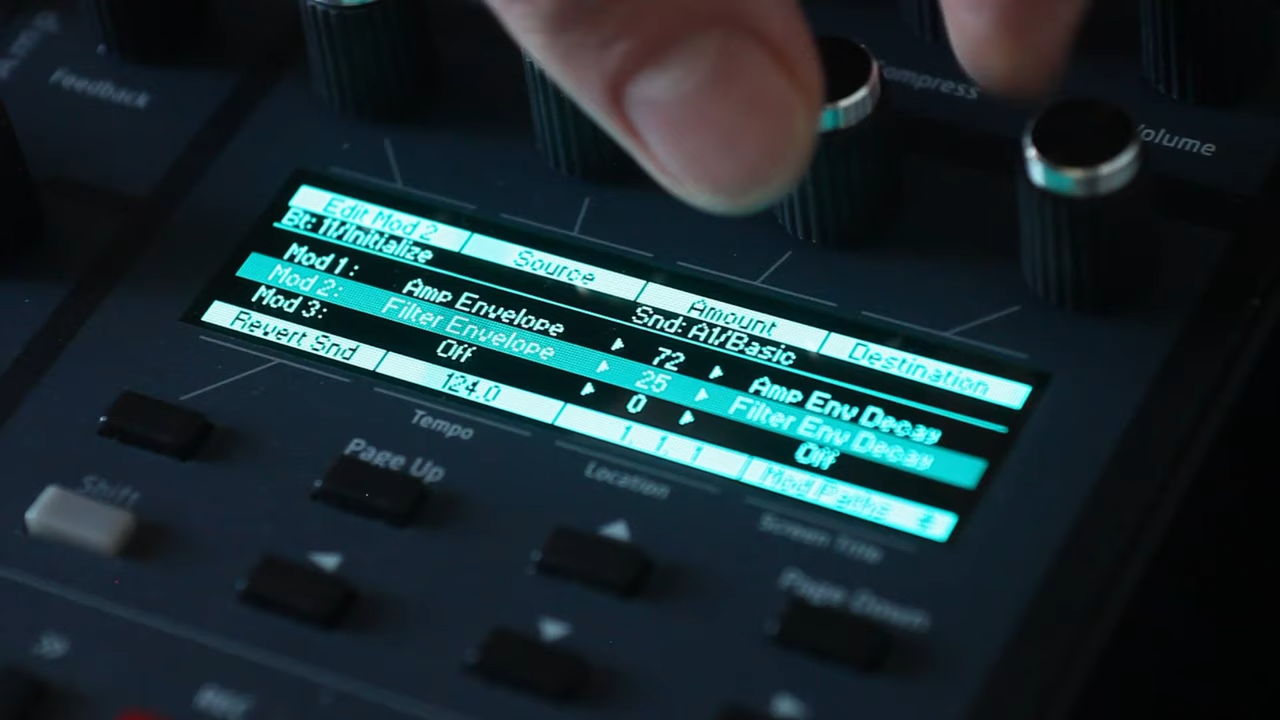 Feedback
Compress
Volume
Edit Mod 2 Source Amount Destination
Bt: 11/Initialize Snd: A1/Basic
Mod 1: Amp Envelope 72 Amp Env Decay
Mod 2: Filter Envelope 25 Filter Env Decay
Mod 3: Off 0 Off
Revert Snd 124.0 1. 1. 1 Mod Paths
Tempo
Location
Screen Title
Page Up
Shift
Page Down
REC